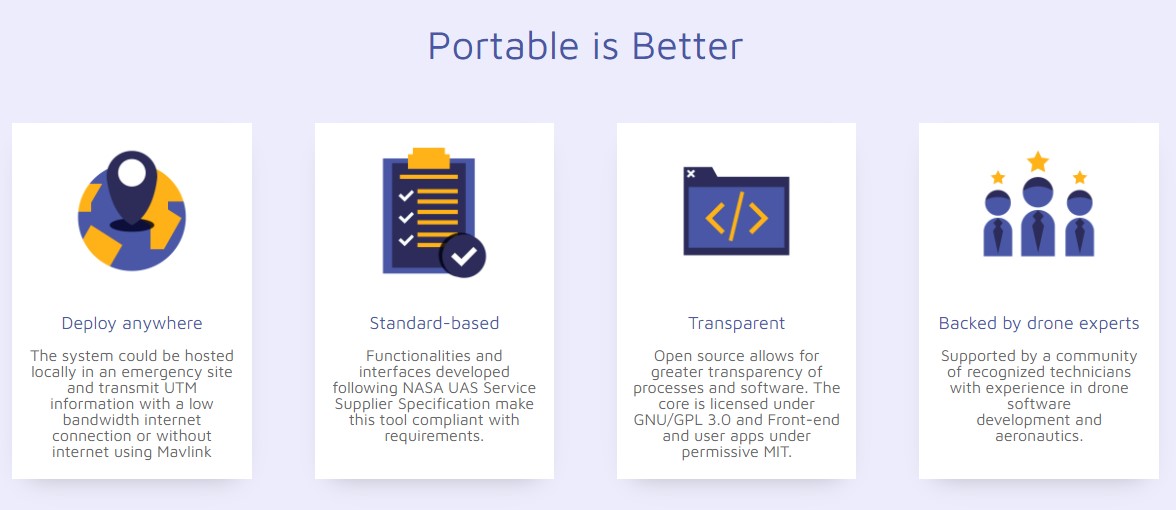 Portable is Better
Deploy anywhere
The system could be hosted
locally in an emergency site
and transmit UTM
information with a low
bandwidth internet
connection or without
internet using Mavlink
Standard-based
Functionalities and
interfaces developed
following NASA UAS Service
Supplier Specification make
this tool compliant with
requirements.
Transparent
Open source allows for
greater transparency of
processes and software. The
core is licensed under
GNU/GPL 3.0 and Front-end
and user apps under
permissive MIT.
Backed by drone experts
Supported by a community
of recognized technicians
with experience in drone
software
development and
aeronautics.